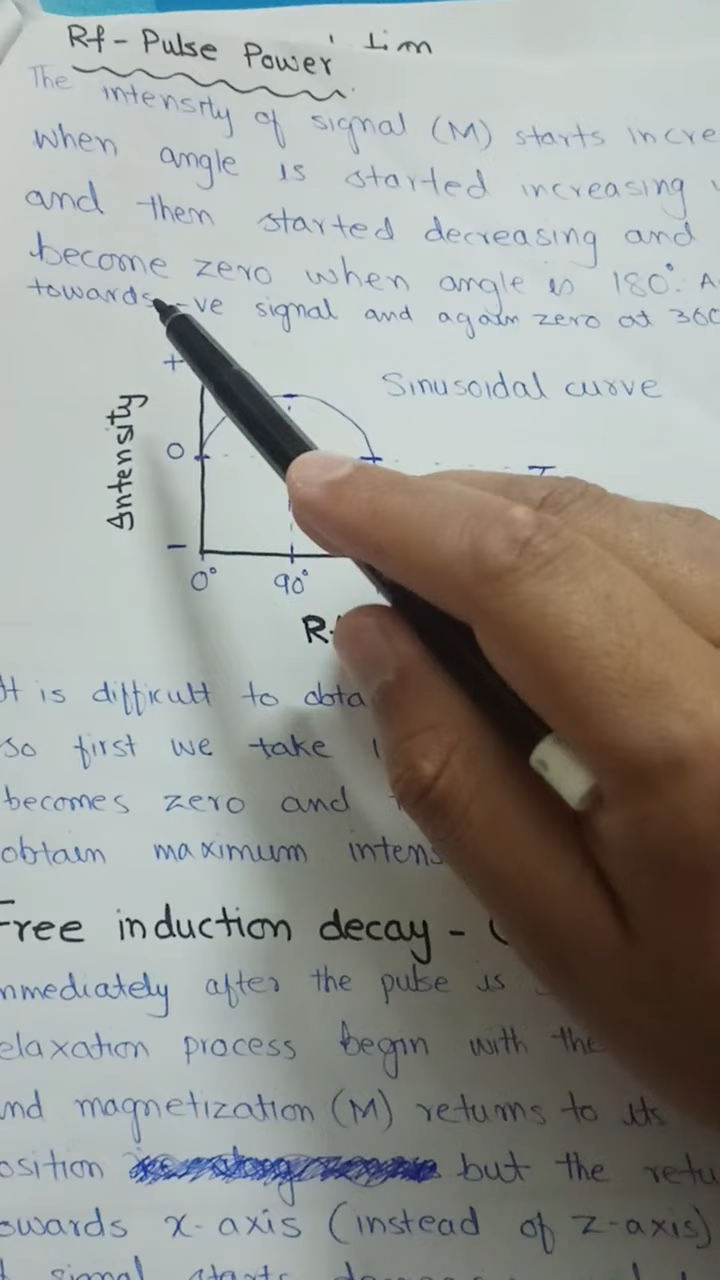 Rf - Pulse Power
The intensity of signal (M) starts incre
when angle is started increasing
and then started decreasing and
become zero when angle is 180°. A
towards -ve signal and again zero at 360
+
Sinusoidal curve
Intensity
0
-
0° 90°
R
It is difficult to obta
so first we take
becomes zero and
obtain maximum intens
Free induction decay - (
mmediately after the pulse is
elaxation process begin with the
nd magnetization (M) returns to its
osition but the retu
owards x-axis (instead of z-axis)
signal starts